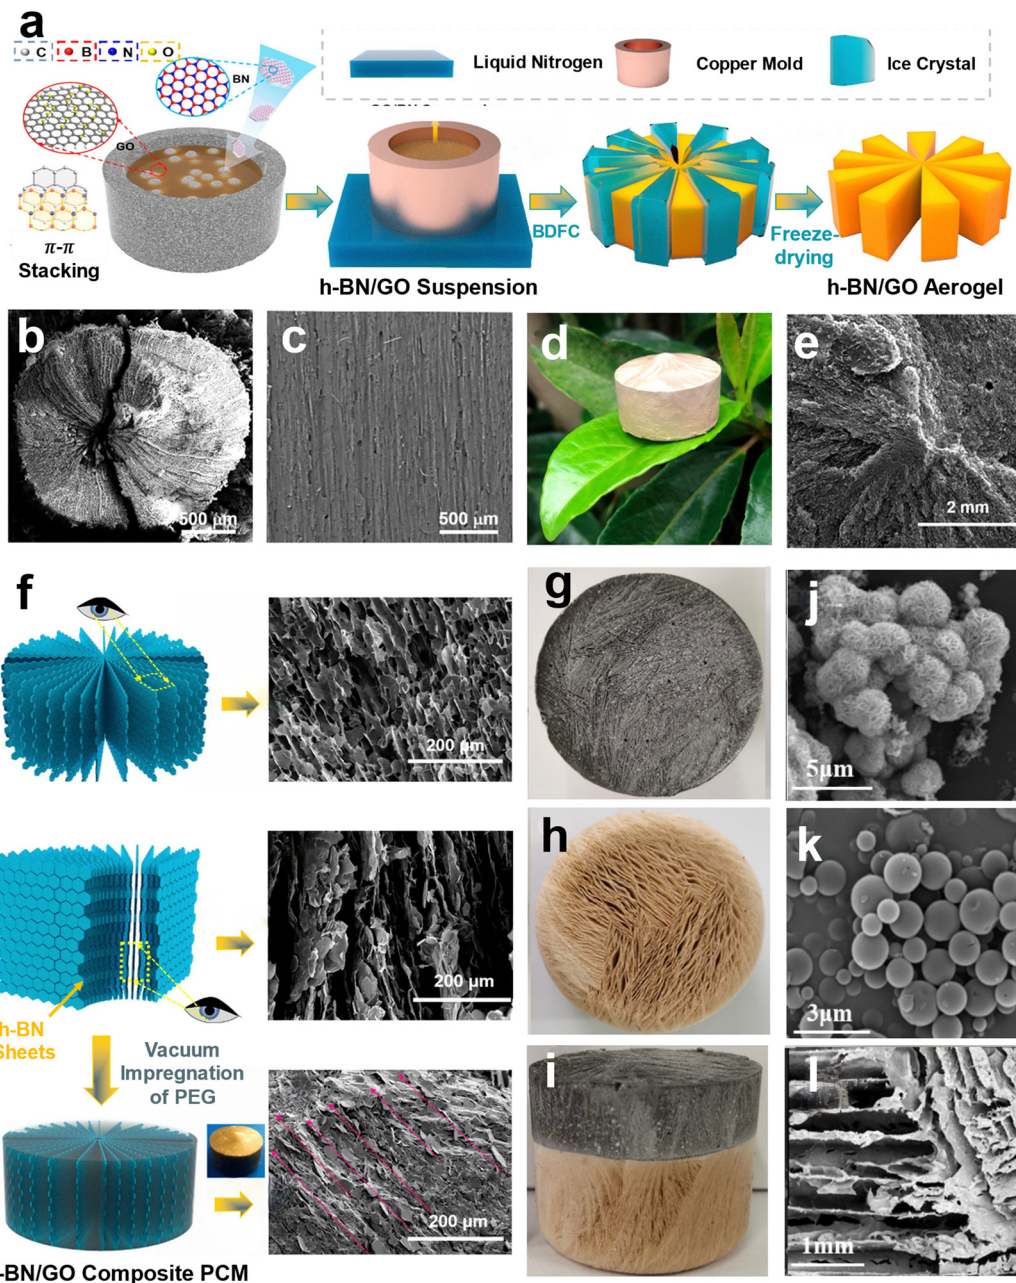 a
C B N O
BN
GO
Liquid Nitrogen
Copper Mold
Ice Crystal
π-π
Stacking
BDFC
Freeze-
drying
h-BN/GO Suspension
h-BN/GO Aerogel
b
500 μm
c
500 μm
d
e
2 mm
f
200 μm
g
j
5μm
200 μm
h
k
3μm
h-BN
Sheets
Vacuum
Impregnation
of PEG
200 μm
i
l
1mm
-BN/GO Composite PCM